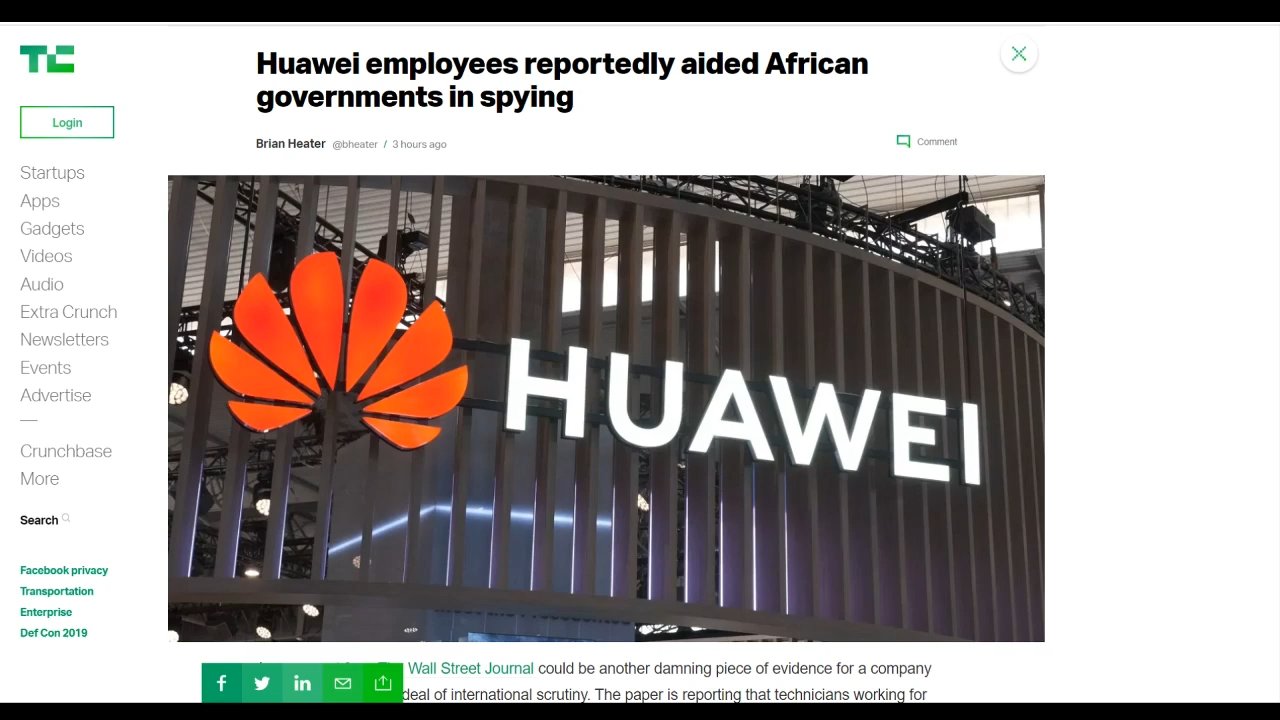 TC
Login
Startups
Apps
Gadgets
Videos
Audio
Extra Crunch
Newsletters
Events
Advertise
—
Crunchbase
More
Search
Facebook privacy
Transportation
Enterprise
Def Con 2019
Huawei employees reportedly aided African
governments in spying
Brian Heater @bheater / 3 hours ago
Comment
HUAWEI
Wall Street Journal could be another damning piece of evidence for a company
deal of international scrutiny. The paper is reporting that technicians working for